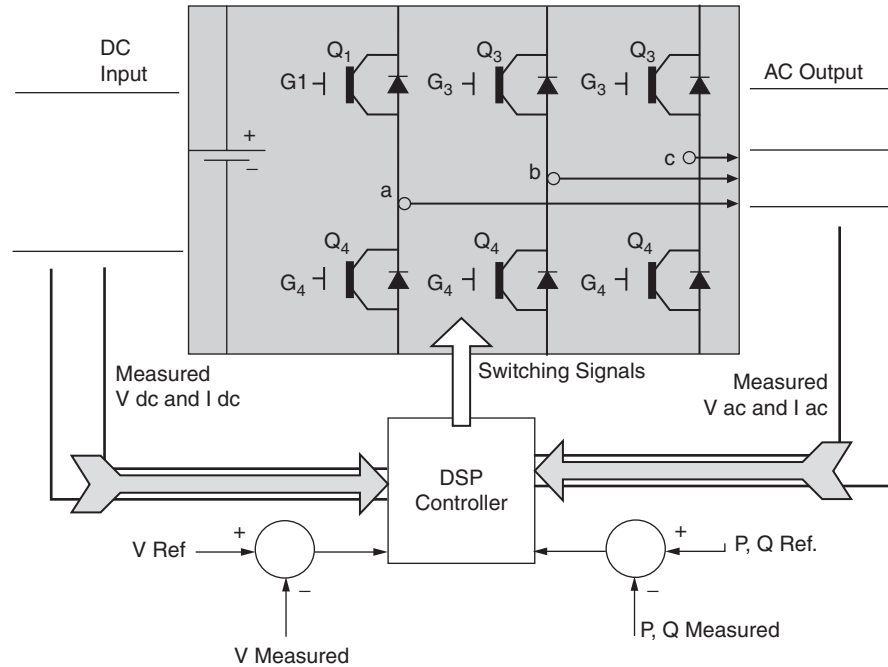 DC
Input
Q1
Q3
Q3
G1
G3
G3
AC Output
+
−
c
b
a
Q4
Q4
Q4
G4
G4
G4
Measured
V dc and I dc
Switching Signals
Measured
V ac and I ac
DSP
Controller
+
+
V Ref
P, Q Ref.
−
−
V Measured
P, Q Measured